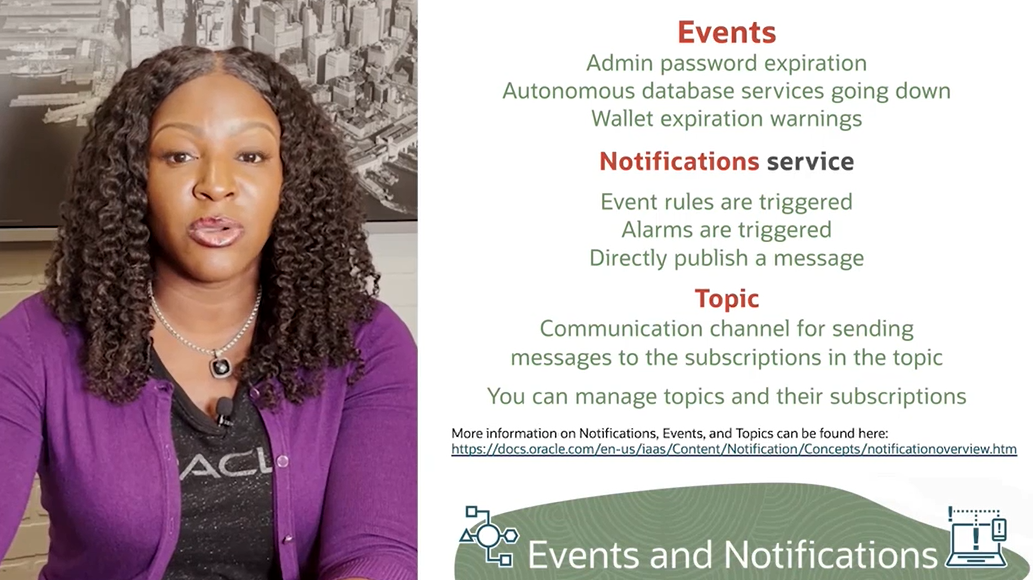 Events
Admin password expiration
Autonomous database services going down
Wallet expiration warnings
Notifications service
Event rules are triggered
Alarms are triggered
Directly publish a message
Topic
Communication channel for sending
messages to the subscriptions in the topic
You can manage topics and their subscriptions
More information on Notifications, Events, and Topics can be found here:
https://docs.oracle.com/en-us/iaas/Content/Notification/Concepts/notificationoverview.htm
Events and Notifications
ACL